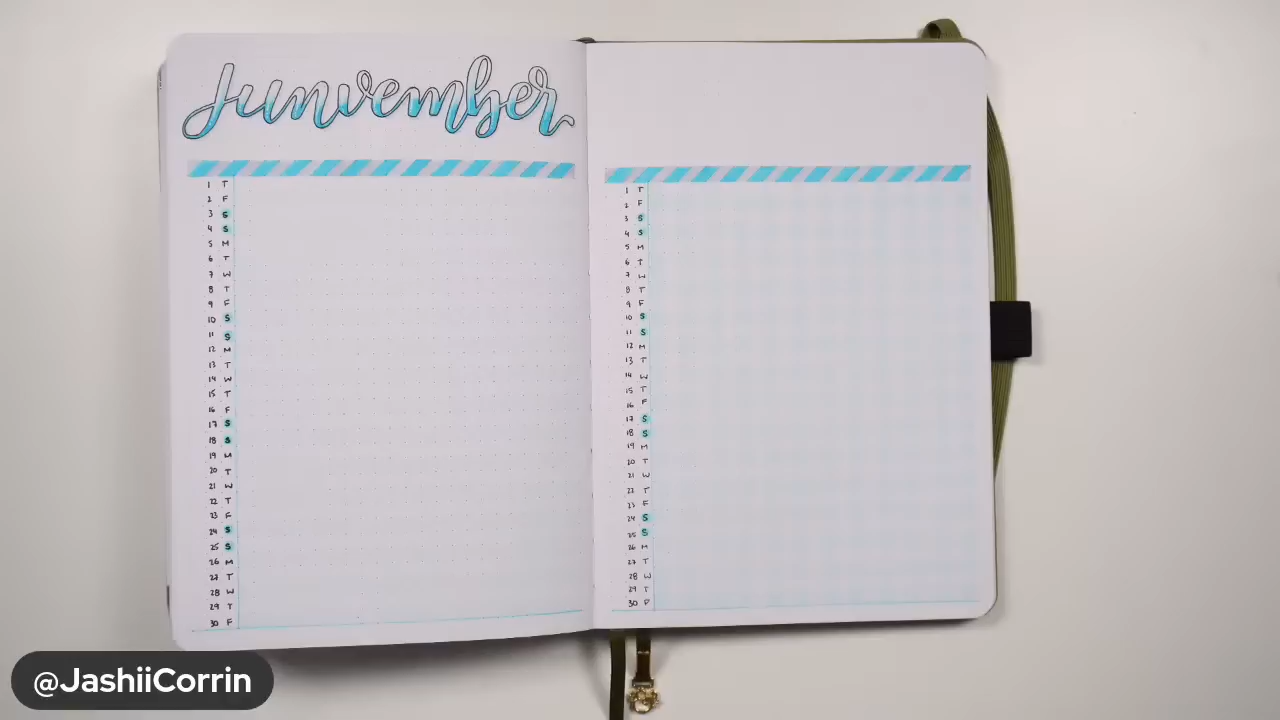 Junvember
1 T
2 F
3 S
4 S
5 M
6 T
7 W
8 T
9 F
10 S
11 S
12 M
13 T
14 W
15 T
16 F
17 S
18 S
19 M
20 T
21 W
22 T
23 F
24 S
25 S
26 M
27 T
28 W
29 T
30 F
1 T
2 F
3 S
4 S
5 M
6 T
7 W
8 T
9 F
10 S
11 S
12 M
13 T
14 W
15 T
16 F
17 S
18 S
19 M
20 T
21 W
22 T
23 F
24 S
25 S
26 M
27 T
28 W
29 T
30 F
@JashiiCorrin